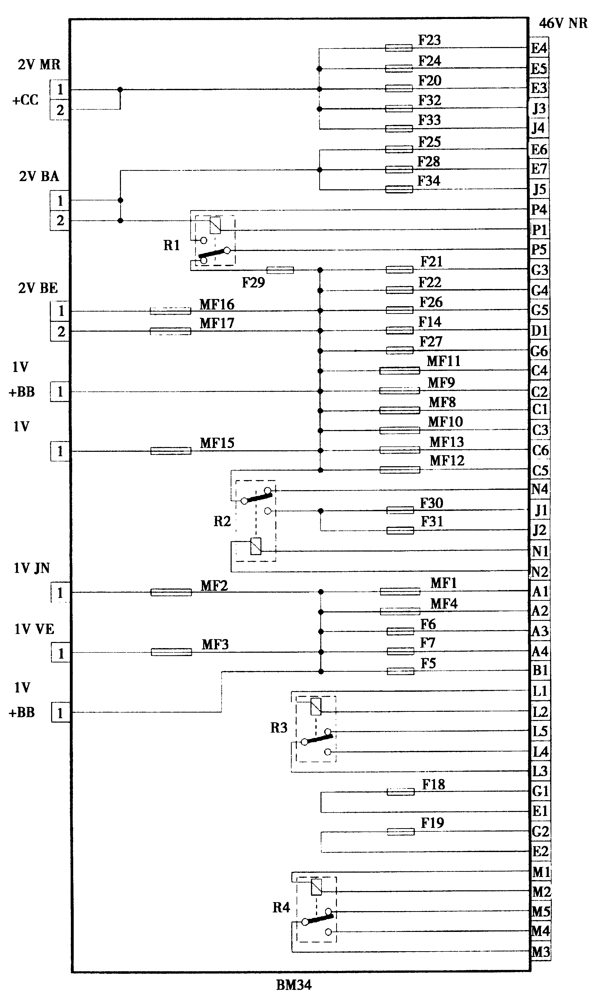 46V NR
F23
E4
2V MR
F24
E5
1
F20
E3
+CC
2
F32
J3
F33
J4
F25
E6
F28
E7
2V BA
F34
J5
1
P4
2
P1
R1
P5
F21
G3
F29
2V BE
F22
G4
1
MF16
F26
G5
2
MF17
F14
D1
F27
G6
1V
MF11
C4
+BB
1
MF9
C2
MF8
C1
1V
MF10
C3
1
MF15
MF13
C6
MF12
C5
N4
F30
J1
R2
F31
J2
N1
1V JN
N2
1
MF2
MF1
A1
MF4
A2
1V VE
F6
A3
1
MF3
F7
A4
F5
B1
1V
L1
+BB
1
L2
R3
L5
L4
L3
F18
G1
E1
F19
G2
E2
M1
M2
R4
M5
M4
M3
BM34